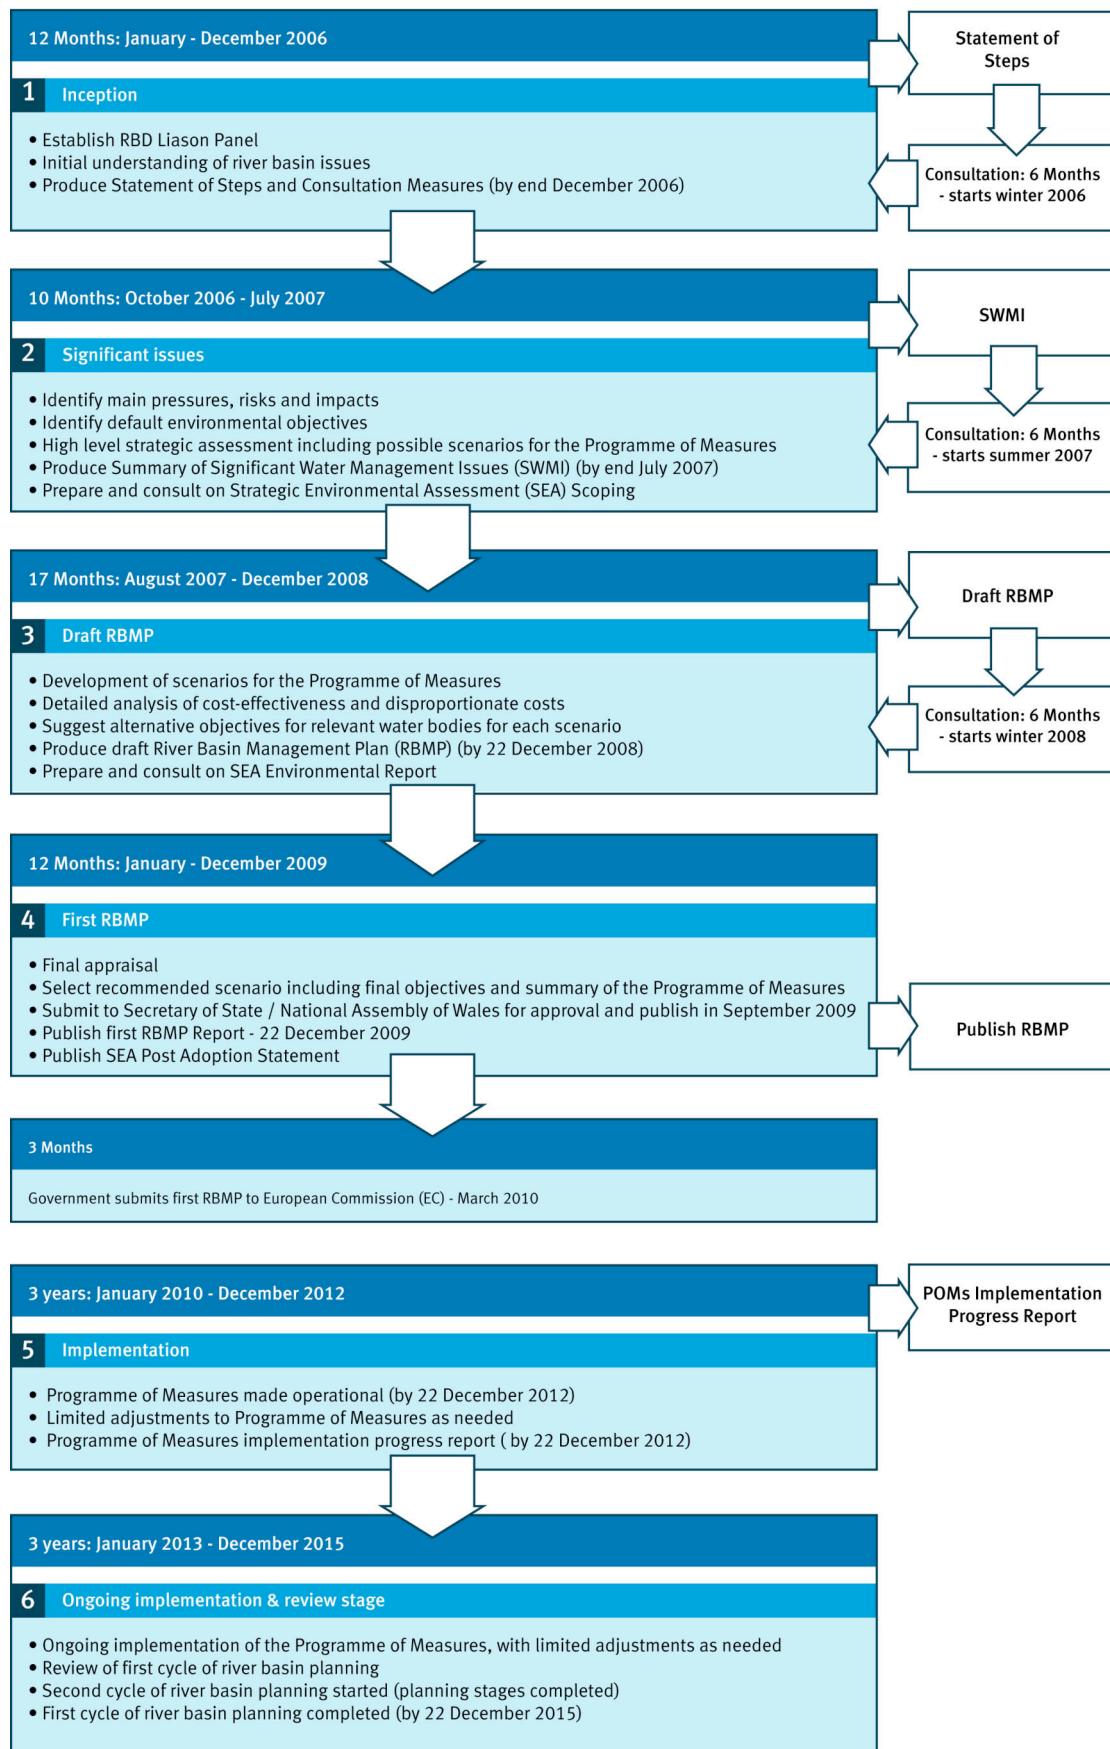 12 Months: January - December 2006
1 Inception
• Establish RBD Liason Panel
• Initial understanding of river basin issues
• Produce Statement of Steps and Consultation Measures (by end December 2006)
Statement of
Steps
Consultation: 6 Months
- starts winter 2006
10 Months: October 2006 - July 2007
2 Significant issues
• Identify main pressures, risks and impacts
• Identify default environmental objectives
• High level strategic assessment including possible scenarios for the Programme of Measures
• Produce Summary of Significant Water Management Issues (SWMI) (by end July 2007)
• Prepare and consult on Strategic Environmental Assessment (SEA) Scoping
SWMI
Consultation: 6 Months
- starts summer 2007
17 Months: August 2007 - December 2008
3 Draft RBMP
• Development of scenarios for the Programme of Measures
• Detailed analysis of cost-effectiveness and disproportionate costs
• Suggest alternative objectives for relevant water bodies for each scenario
• Produce draft River Basin Management Plan (RBMP) (by 22 December 2008)
• Prepare and consult on SEA Environmental Report
Draft RBMP
Consultation: 6 Months
- starts winter 2008
12 Months: January - December 2009
4 First RBMP
• Final appraisal
• Select recommended scenario including final objectives and summary of the Programme of Measures
• Submit to Secretary of State / National Assembly of Wales for approval and publish in September 2009
• Publish first RBMP Report - 22 December 2009
• Publish SEA Post Adoption Statement
Publish RBMP
3 Months
Government submits first RBMP to European Commission (EC) - March 2010
3 years: January 2010 - December 2012
5 Implementation
• Programme of Measures made operational (by 22 December 2012)
• Limited adjustments to Programme of Measures as needed
• Programme of Measures implementation progress report ( by 22 December 2012)
POMs Implementation
Progress Report
3 years: January 2013 - December 2015
6 Ongoing implementation & review stage
• Ongoing implementation of the Programme of Measures, with limited adjustments as needed
• Review of first cycle of river basin planning
• Second cycle of river basin planning started (planning stages completed)
• First cycle of river basin planning completed (by 22 December 2015)